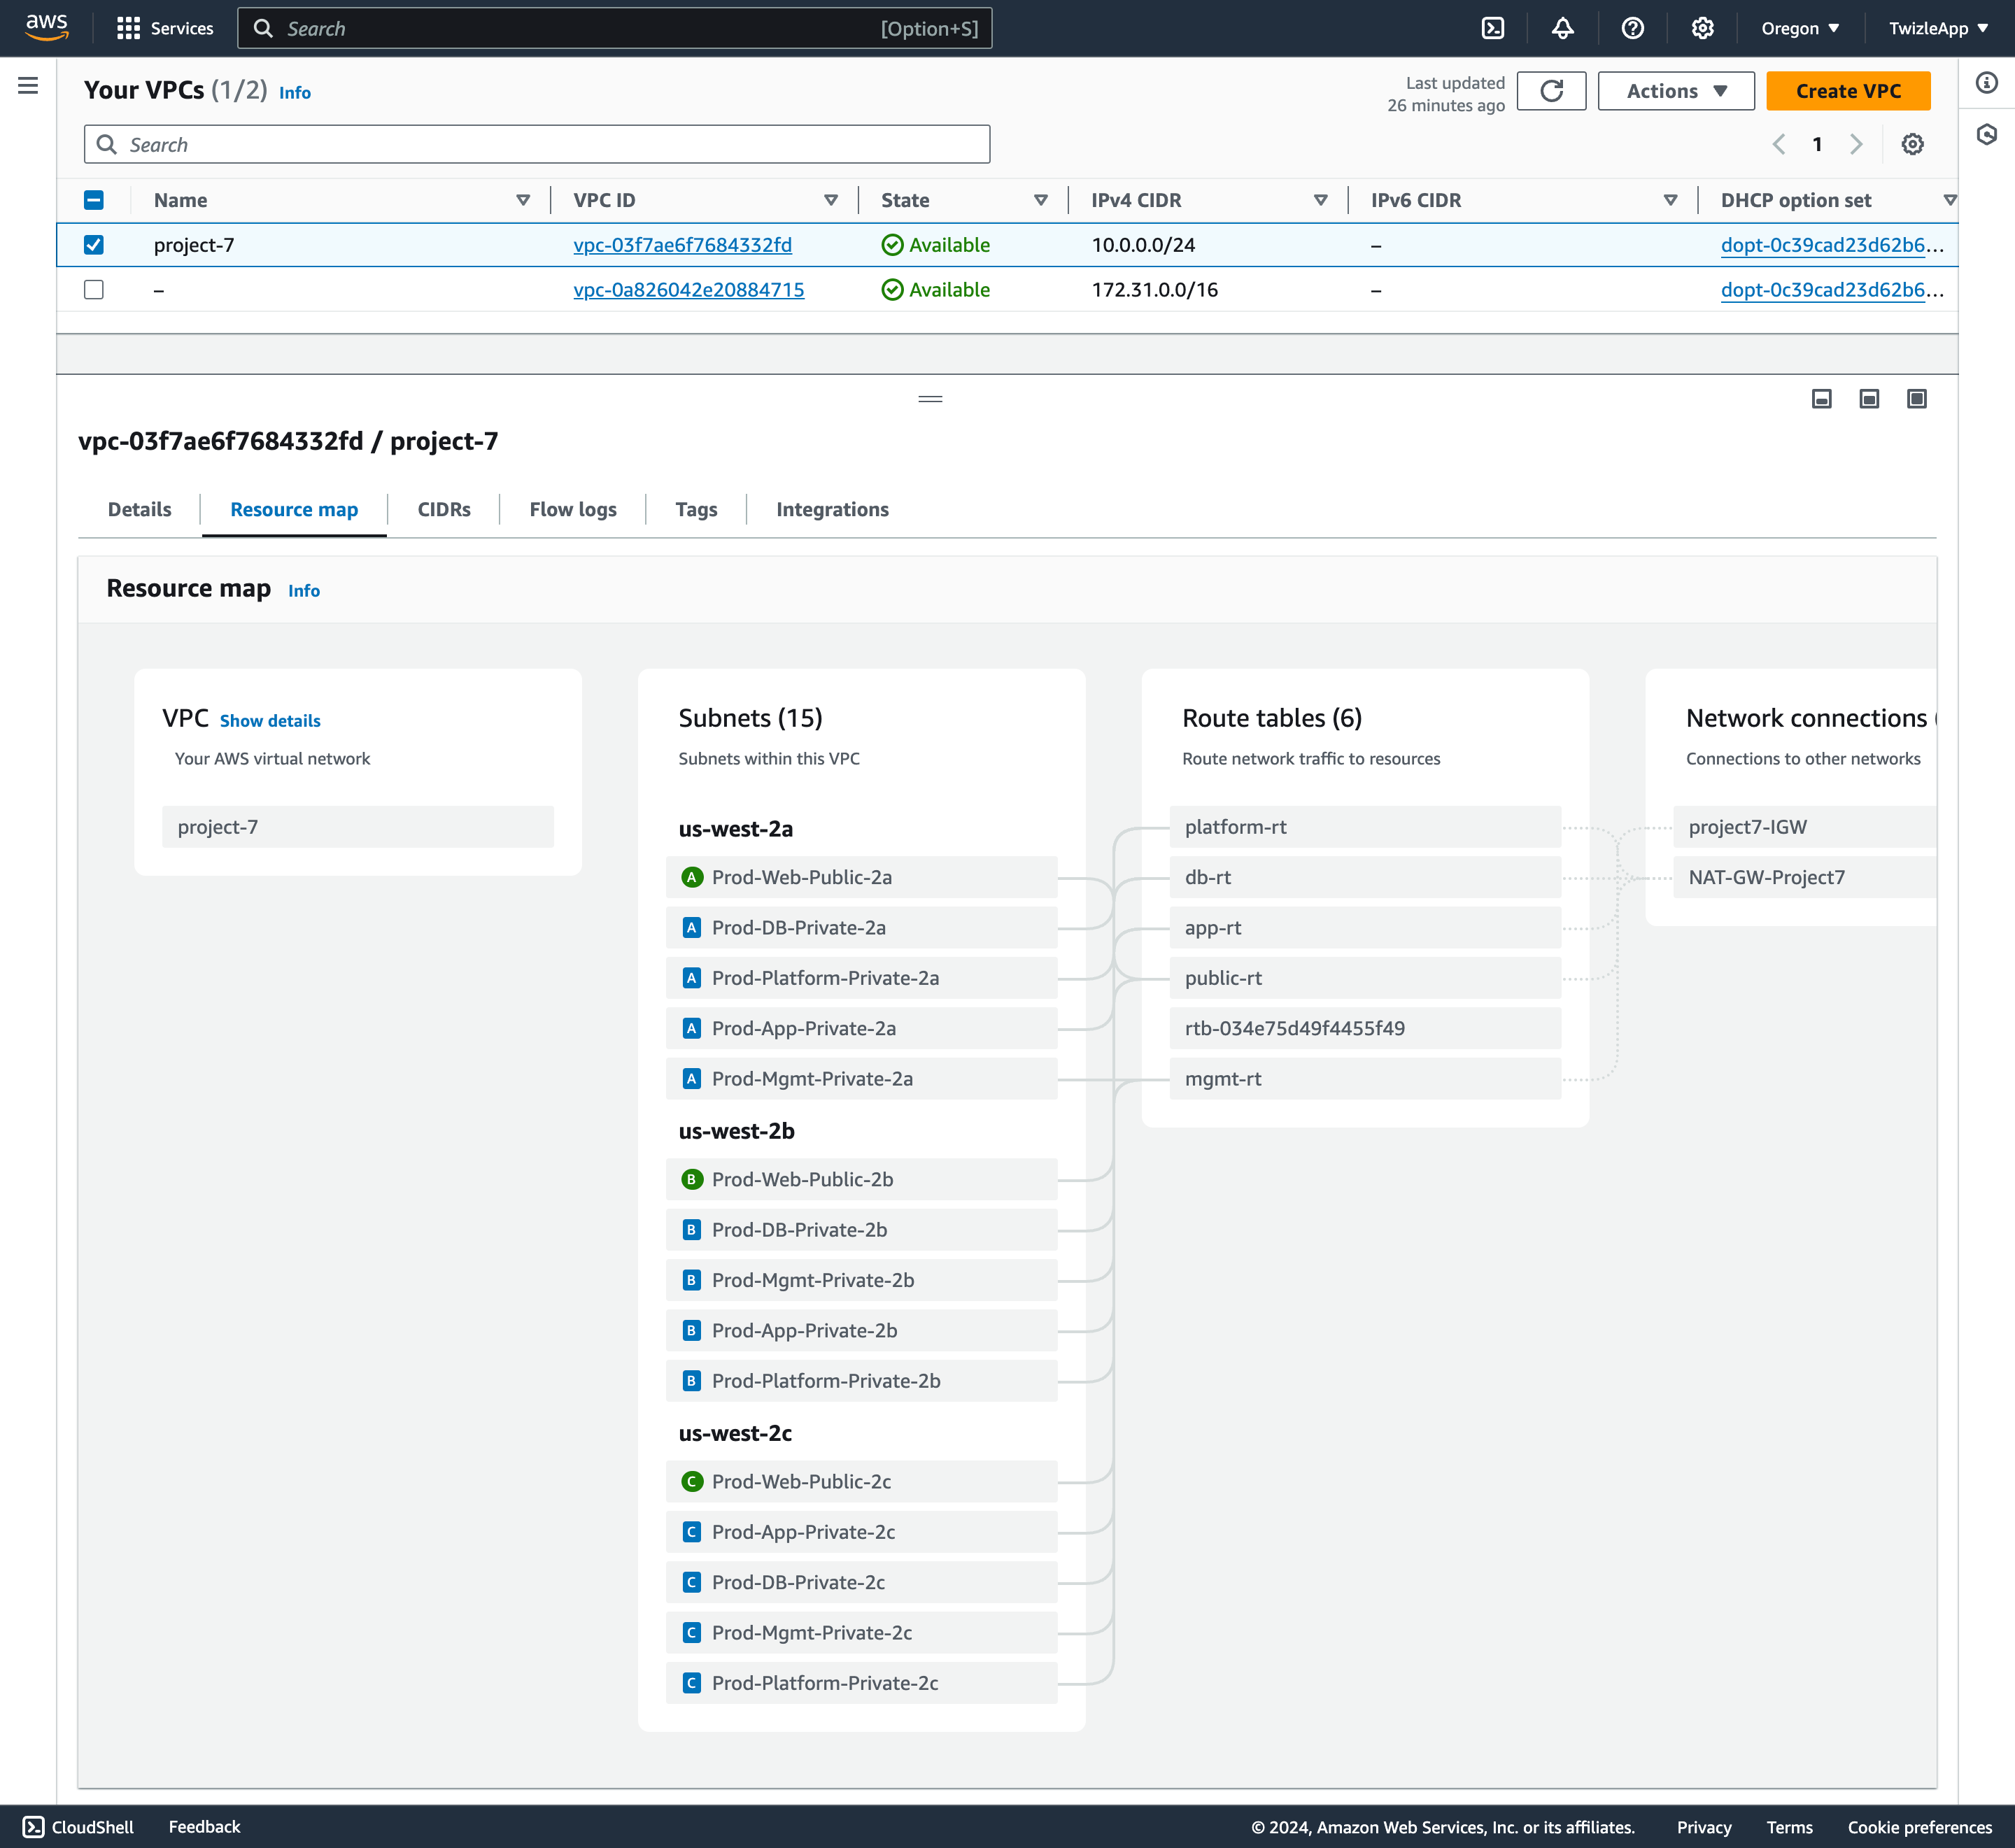 aws Services Search [Option+S] Oregon ▼ TwizleApp ▼
Your VPCs (1/2) Info
Last updated
26 minutes ago
Actions ▼
Create VPC
Search
1
Name VPC ID State IPv4 CIDR IPv6 CIDR DHCP option set
project-7 vpc-03f7ae6f7684332fd Available 10.0.0.0/24 – dopt-0c39cad23d62b6…
– vpc-0a826042e20884715 Available 172.31.0.0/16 – dopt-0c39cad23d62b6…
vpc-03f7ae6f7684332fd / project-7
Details Resource map CIDRs Flow logs Tags Integrations
Resource map Info
VPC Show details
Your AWS virtual network
project-7
Subnets (15)
Subnets within this VPC
us-west-2a
A Prod-Web-Public-2a
A Prod-DB-Private-2a
A Prod-Platform-Private-2a
A Prod-App-Private-2a
A Prod-Mgmt-Private-2a
us-west-2b
B Prod-Web-Public-2b
B Prod-DB-Private-2b
B Prod-Mgmt-Private-2b
B Prod-App-Private-2b
B Prod-Platform-Private-2b
us-west-2c
C Prod-Web-Public-2c
C Prod-App-Private-2c
C Prod-DB-Private-2c
C Prod-Mgmt-Private-2c
C Prod-Platform-Private-2c
Route tables (6)
Route network traffic to resources
platform-rt
db-rt
app-rt
public-rt
rtb-034e75d49f4455f49
mgmt-rt
Network connections (
Connections to other networks
project7-IGW
NAT-GW-Project7
CloudShell Feedback © 2024, Amazon Web Services, Inc. or its affiliates. Privacy Terms Cookie preferences